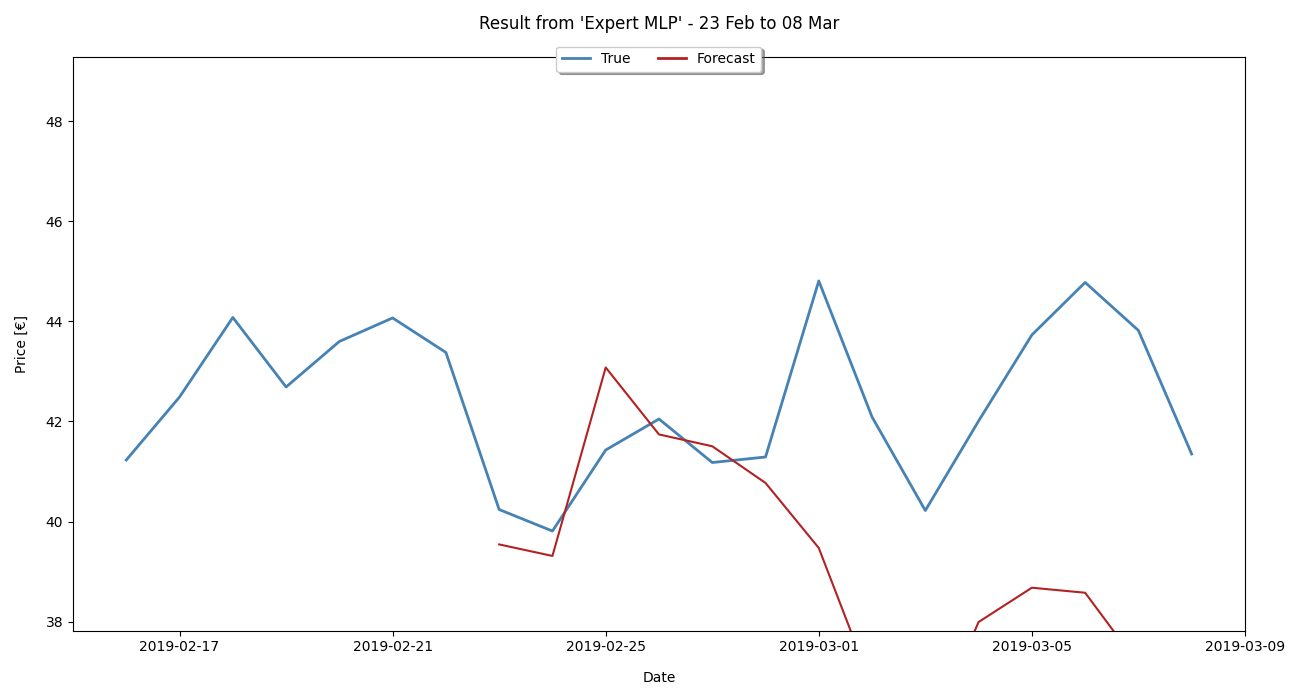 Result from 'Expert MLP' - 23 Feb to 08 Mar
True Forecast
48
46
44
42
40
38
Price [€]
2019-02-17 2019-02-21 2019-02-25 2019-03-01 2019-03-05 2019-03-09
Date